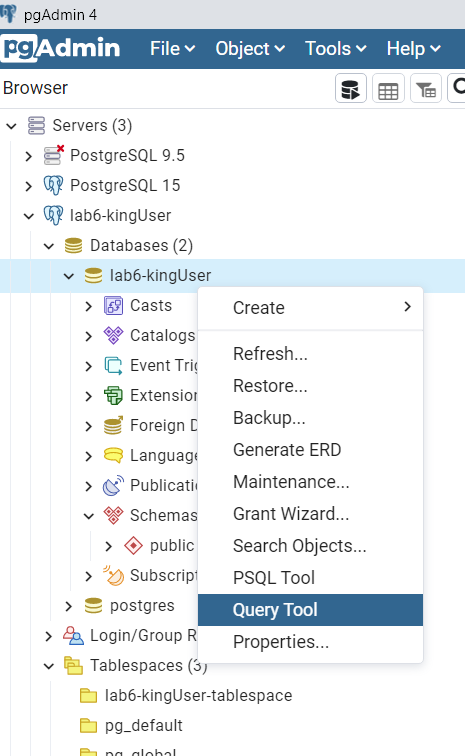 pgAdmin 4
pgAdmin File Object Tools Help
Browser
Servers (3)
PostgreSQL 9.5
PostgreSQL 15
lab6-kingUser
Databases (2)
lab6-kingUser
Casts
Catalogs
Event Trig
Extension
Foreign D
Language
Publicati
Schemas
public
Subscript
postgres
Login/Group R
Tablespaces (3)
lab6-kingUser-tablespace
pg_default
pg_global
Create
Refresh...
Restore...
Backup...
Generate ERD
Maintenance...
Grant Wizard...
Search Objects...
PSQL Tool
Query Tool
Properties...